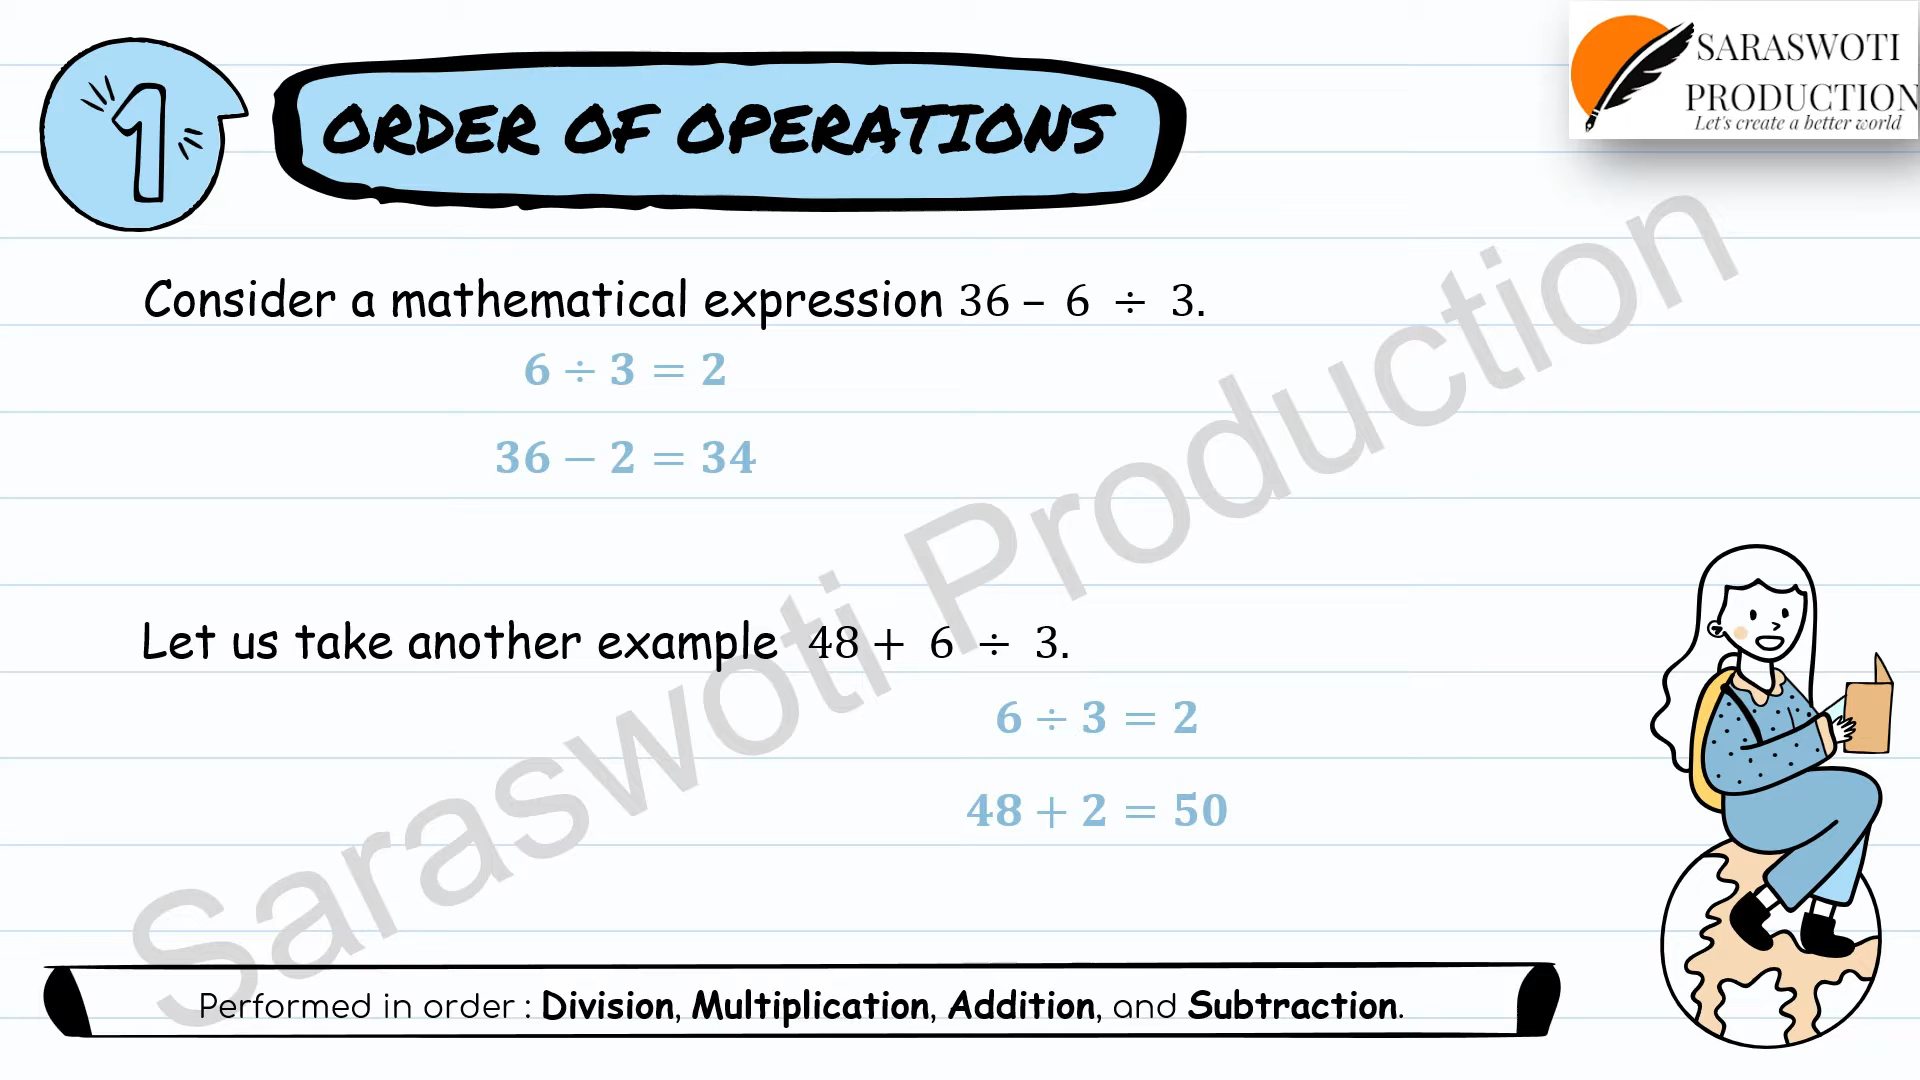 1
ORDER OF OPERATIONS
SARASWOTI
PRODUCTION
Let's create a better world
Consider a mathematical expression 36 – 6 ÷ 3.
6 ÷ 3 = 2
36 − 2 = 34
Let us take another example 48 + 6 ÷ 3.
6 ÷ 3 = 2
48 + 2 = 50
Saraswoti Production
Performed in order : Division, Multiplication, Addition, and Subtraction.